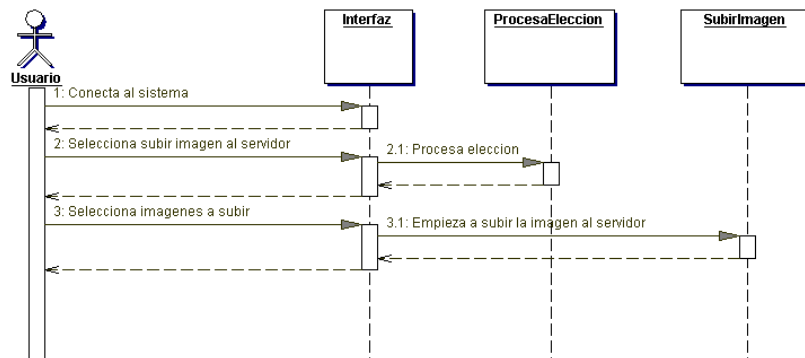 Interfaz
ProcesaEleccion
SubirImagen
Usuario
1: Conecta al sistema
2: Selecciona subir imagen al servidor
2.1: Procesa eleccion
3: Selecciona imagenes a subir
3.1: Empieza a subir la imagen al servidor